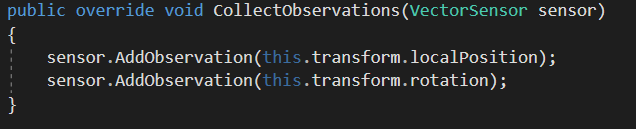 public override void CollectObservations(VectorSensor sensor)
{
    sensor.AddObservation(this.transform.localPosition);
    sensor.AddObservation(this.transform.rotation);
}